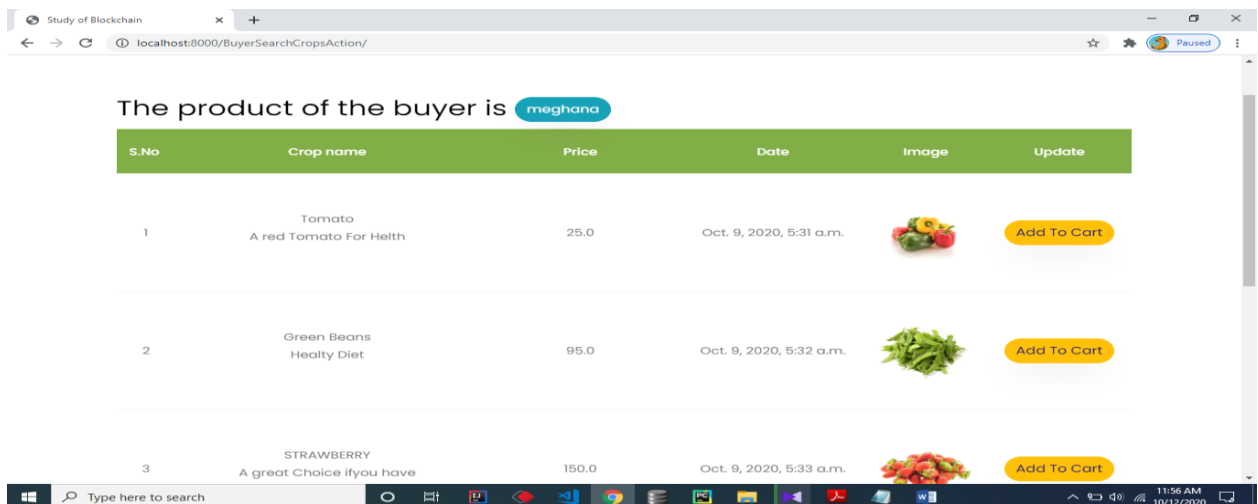 Study of Blockchain
localhost:8000/BuyerSearchCropsAction/
Paused
The product of the buyer is meghana
S.No Crop name Price Date Image Update
1 Tomato 25.0 Oct. 9, 2020, 5:31 a.m. Add To Cart
A red Tomato For Helth
2 Green Beans 95.0 Oct. 9, 2020, 5:32 a.m. Add To Cart
Healty Diet
3 STRAWBERRY 150.0 Oct. 9, 2020, 5:33 a.m. Add To Cart
A great Choice ifyou have
Type here to search
11:56 AM
10/12/2020